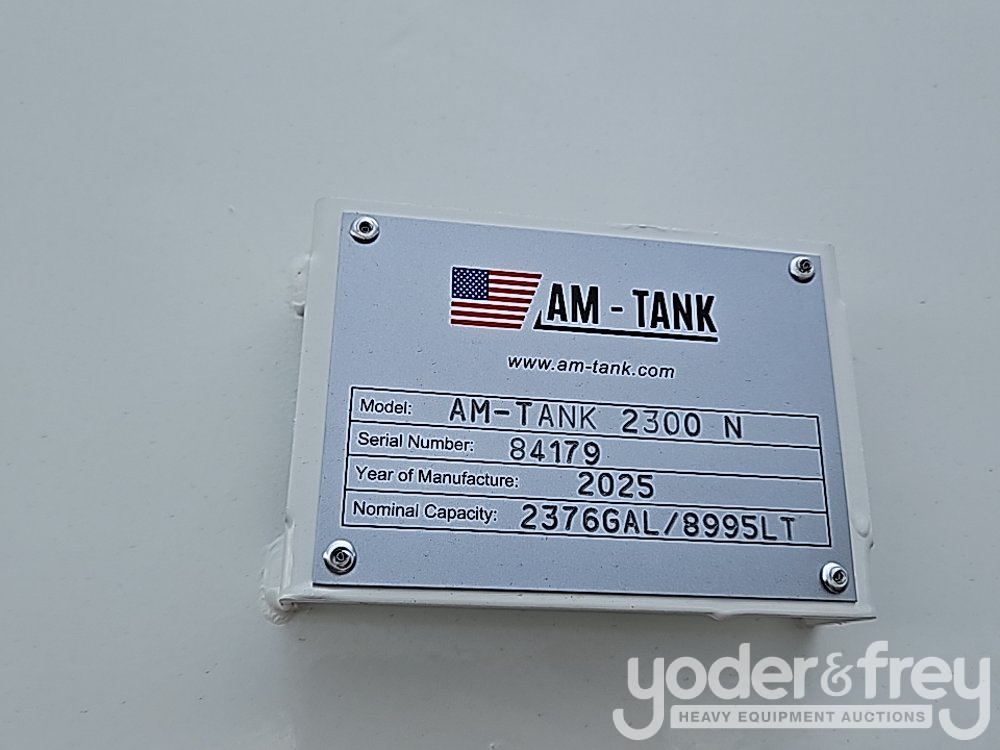 AM - TANK
www.am-tank.com
Model: AM-TANK 2300 N
Serial Number: 84179
Year of Manufacture: 2025
Nominal Capacity: 2376GAL/8995LT
yoder&frey
HEAVY EQUIPMENT AUCTIONS